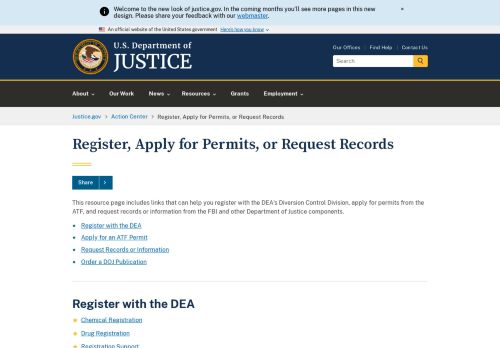 Welcome to the new look of justice.gov. In the coming months you'll see more pages in this new
design. Please share your feedback with our webmaster.
×
An official website of the United States government Here's how you know
U.S. Department of
JUSTICE
Our Offices | Find Help | Contact Us
Search
About Our Work News Resources Grants Employment
Justice.gov > Action Center > Register, Apply for Permits, or Request Records
Register, Apply for Permits, or Request Records
Share >
This resource page includes links that can help you register with the DEA's Diversion Control Division, apply for permits from the
ATF, and request records or information from the FBI and other Department of Justice components.
• Register with the DEA
• Apply for an ATF Permit
• Request Records or Information
• Order a DOJ Publication
Register with the DEA
Chemical Registration
Drug Registration
Registration Support